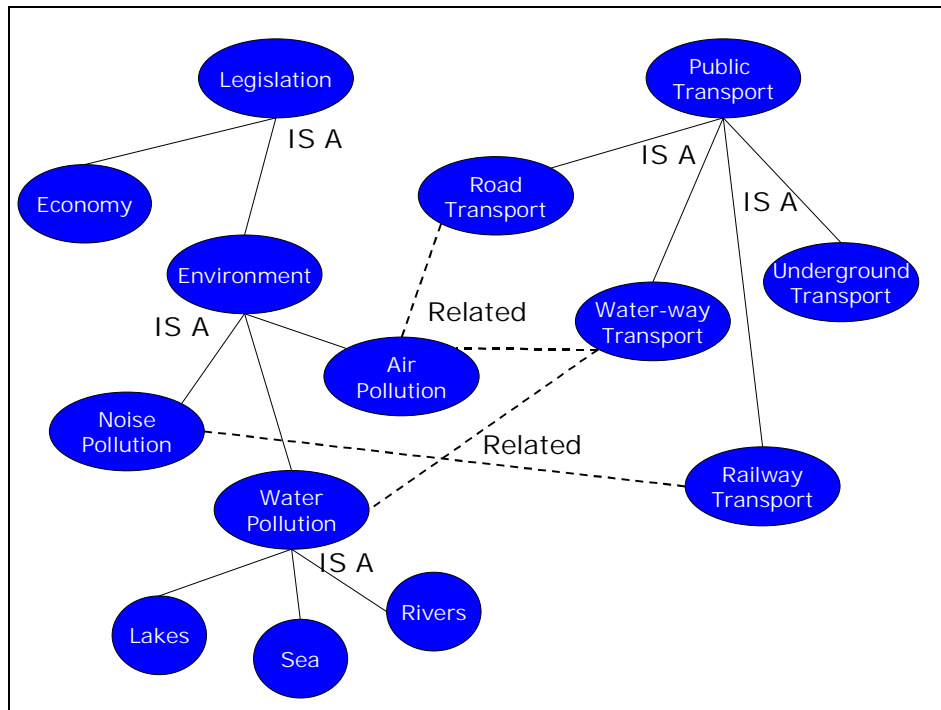 Legislation
Public
Transport
IS A
IS A
Economy
Road
Transport
IS A
Environment
Underground
Transport
IS A
Related
Water-way
Transport
Air
Pollution
Noise
Pollution
Related
Railway
Transport
Water
Pollution
IS A
Lakes
Sea
Rivers